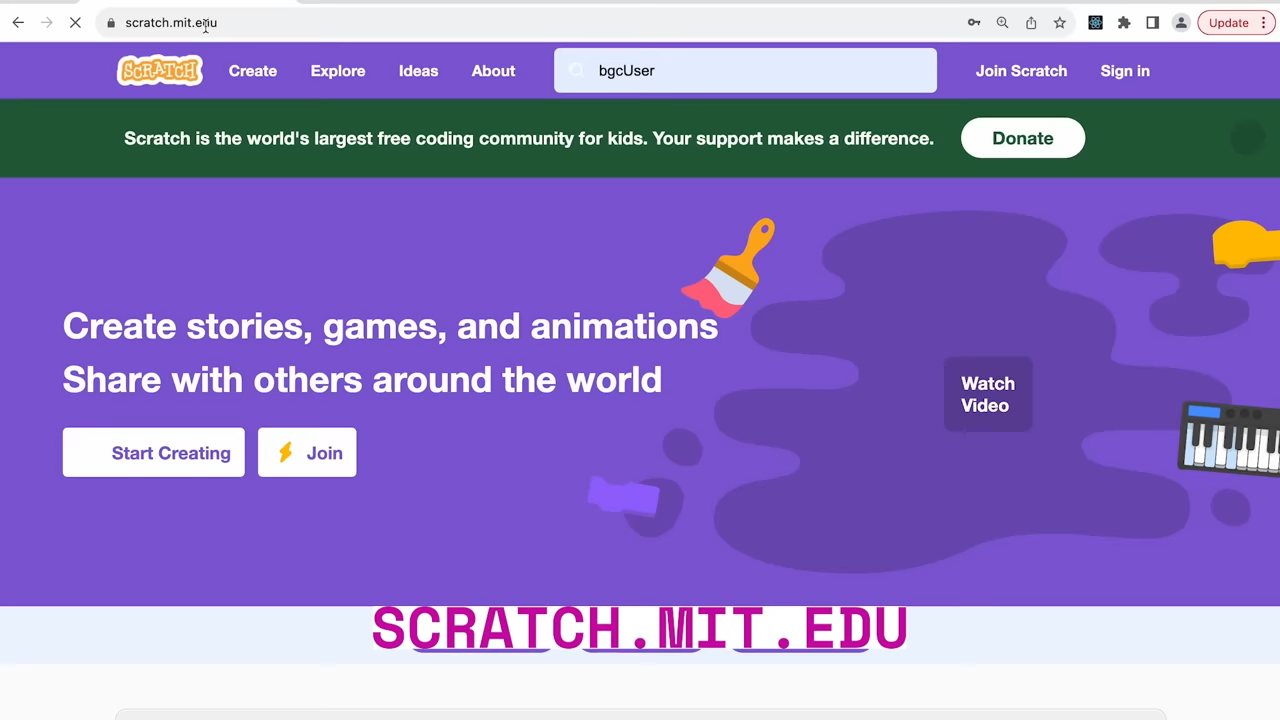 scratch.mit.edu
Update
SCRATCH
Create
Explore
Ideas
About
bgcUser
Join Scratch
Sign in
Scratch is the world's largest free coding community for kids. Your support makes a difference.
Donate
Create stories, games, and animations
Share with others around the world
Watch
Video
Start Creating
Join
SCRATCH.MIT.EDU